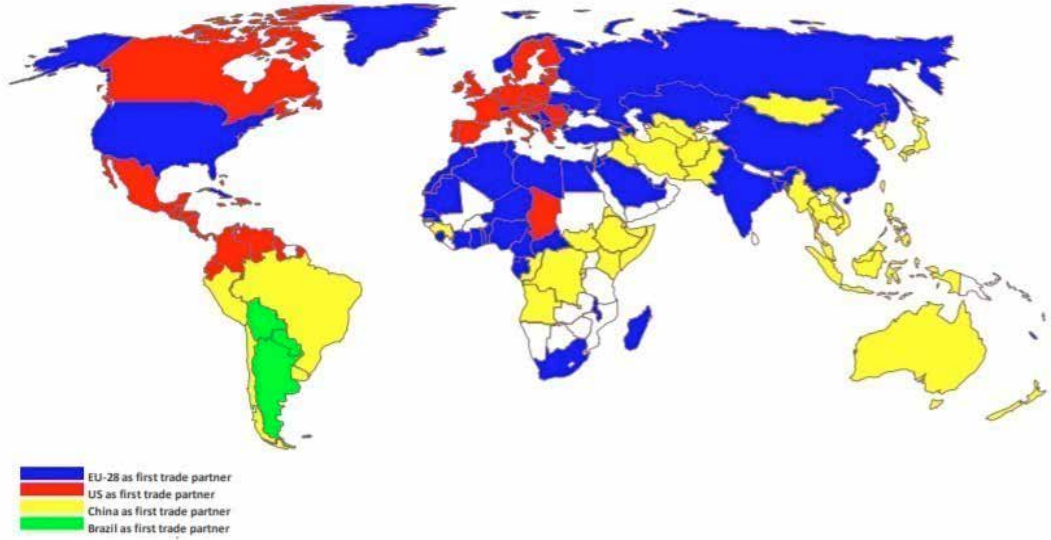 EU-28 as first trade partner
US as first trade partner
China as first trade partner
Brazil as first trade partner